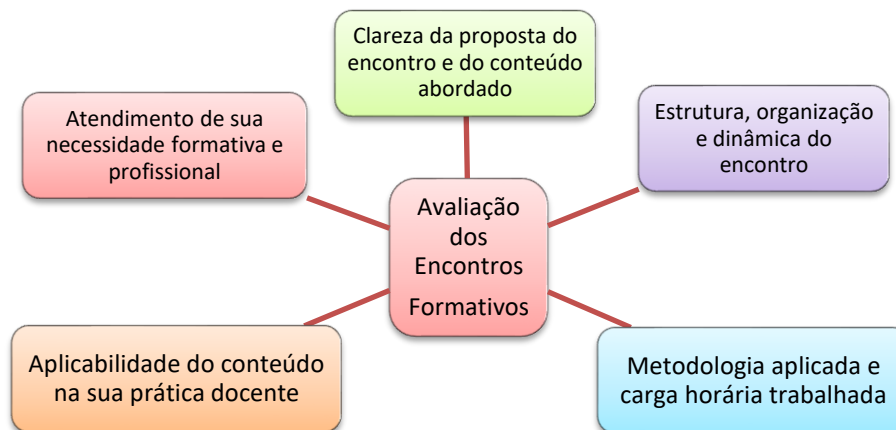 Clareza da proposta do
encontro e do conteúdo
abordado
Atendimento de sua
necessidade formativa e
profissional
Estrutura, organização
e dinâmica do
encontro
Avaliação
dos
Encontros
Formativos
Aplicabilidade do conteúdo
na sua prática docente
Metodologia aplicada e
carga horária trabalhada